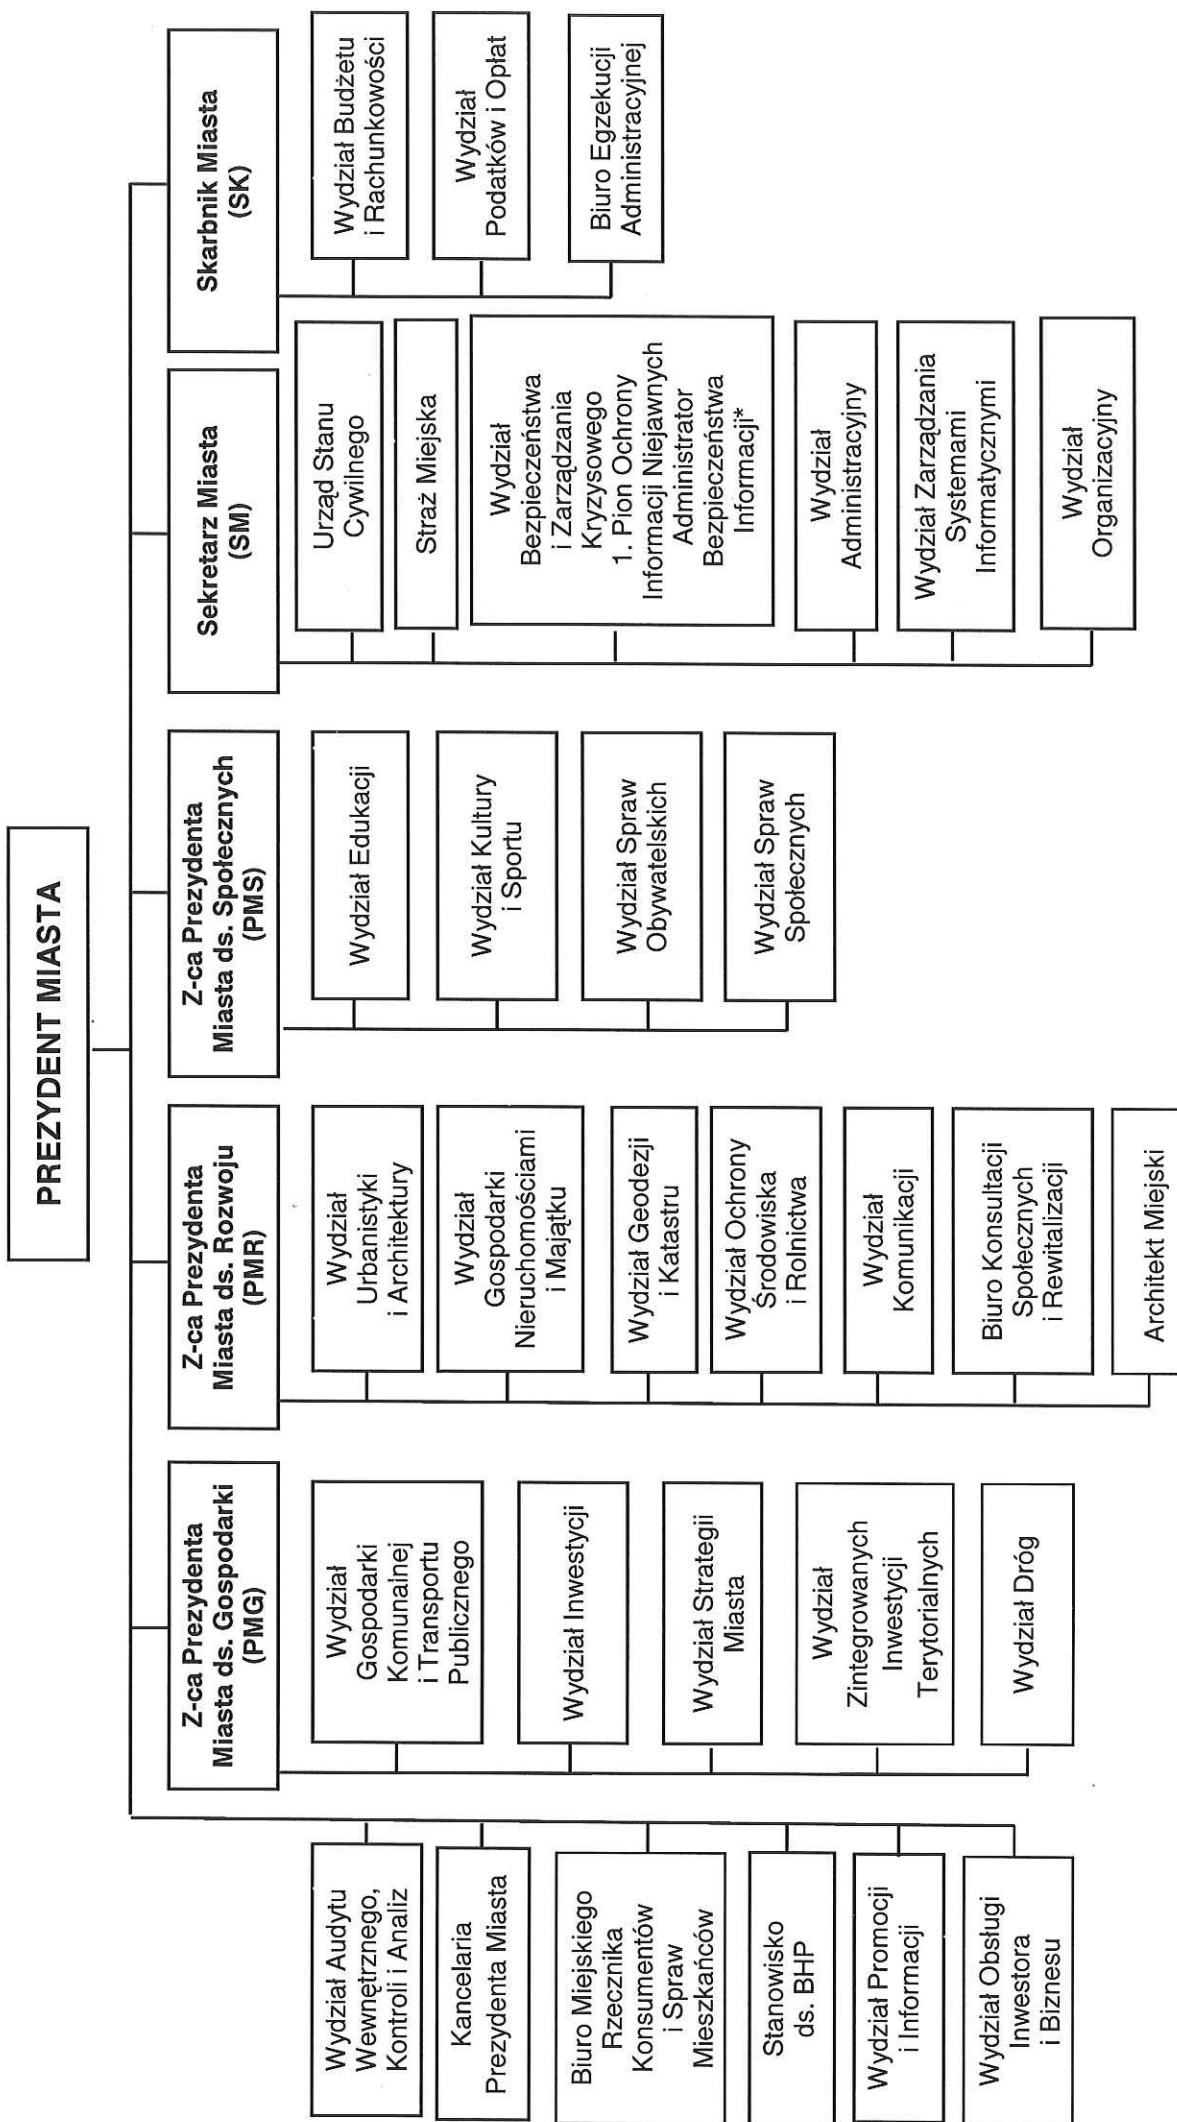 PREZYDENT MIASTA
Z-ca Prezydenta
Miasta ds. Gospodarki
(PMG)
Z-ca Prezydenta
Miasta ds. Rozwoju
(PMR)
Z-ca Prezydenta
Miasta ds. Społecznych
(PMS)
Sekretarz Miasta
(SM)
Skarbnik Miasta
(SK)
Wydział Audytu
Wewnętrznego,
Kontroli i Analiz
Kancelaria
Prezydenta Miasta
Biuro Miejskiego
Rzecznika
Konsumentów
i Spraw
Mieszkańców
Stanowisko
ds. BHP
Wydział Promocji
i Informacji
Wydział Obsługi
Inwestora
i Biznesu
Wydział
Gospodarki
Komunalnej
i Transportu
Publicznego
Wydział Inwestycji
Wydział Strategii
Miasta
Wydział
Zintegrowanych
Inwestycji
Terytorialnych
Wydział Dróg
Wydział
Urbanistyki
i Architektury
Wydział
Gospodarki
Nieruchomościami
i Majątku
Wydział Geodezji
i Katastru
Wydział Ochrony
Środowiska
i Rolnictwa
Wydział
Komunikacji
Biuro Konsultacji
Społecznych
i Rewitalizacji
Architekt Miejski
Wydział Edukacji
Wydział Kultury
i Sportu
Wydział Spraw
Obywatelskich
Wydział Spraw
Społecznych
Urząd Stanu
Cywilnego
Straż Miejska
Wydział
Bezpieczeństwa
i Zarządzania
Kryzysowego
1. Pion Ochrony
Informacji Niejawnych
Administrator
Bezpieczeństwa
Informacji*
Wydział
Administracyjny
Wydział Zarządzania
Systemami
Informatycznymi
Wydział
Organizacyjny
Wydział Budżetu
i Rachunkowości
Wydział
Podatków i Opłat
Biuro Egzekucji
Administracyjnej